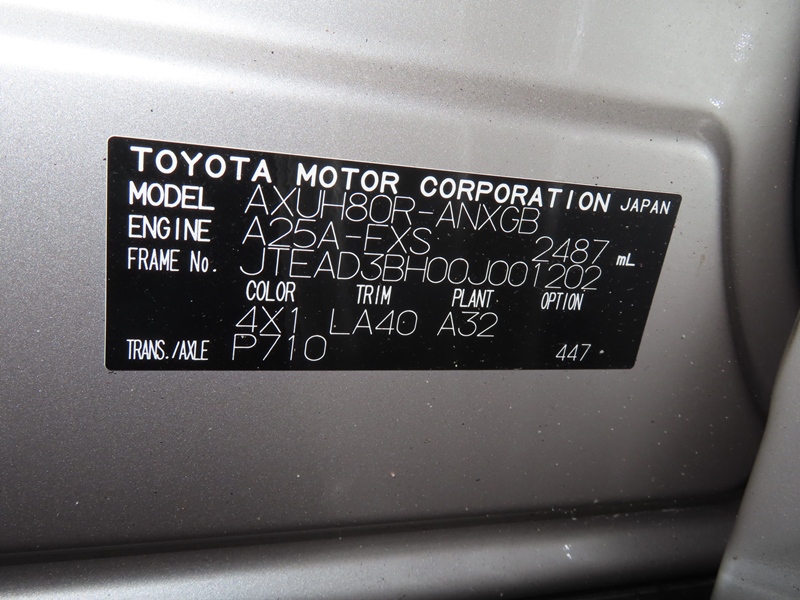 TOYOTA MOTOR CORPORATION JAPAN
MODEL AXUH80R-ANXGB
ENGINE A25A-FXS 2487 mL
FRAME No. JTEAD3BH00J001202
COLOR TRIM PLANT OPTION
4X1 LA40 A32
TRANS./AXLE P710 447